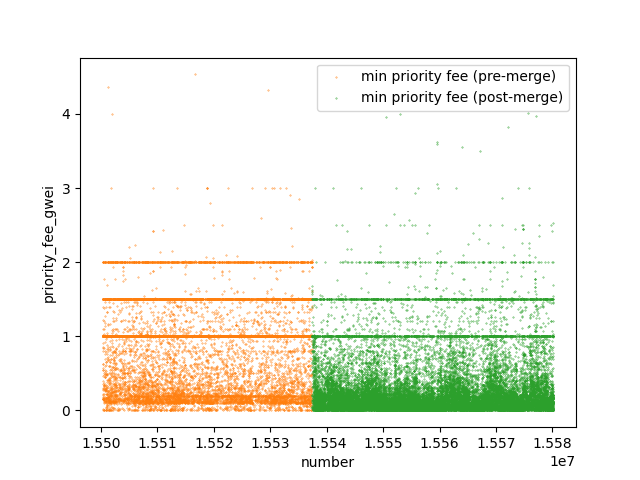 min priority fee (pre-merge)
min priority fee (post-merge)
priority_fee_gwei
4
3
2
1
0
1.550 1.551 1.552 1.553 1.554 1.555 1.556 1.557 1.558
1e7
number